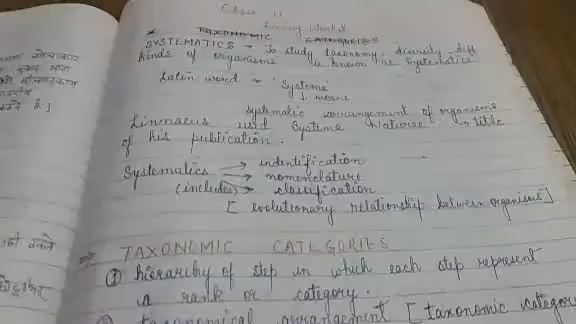 Class 11
Living World
TAXONOMIC CATEGORIES
SYSTEMATICS - To study taxonomy, diversity, diff
kinds of organisms is known as systematics
Latin word → 'Systema
↓ means
systematic arrangement of organisms
Linnaeus used Systema Naturae → title
of his publication.
Systematics → indentification
→ nomenclature
(includes) → classification
[ evolutionary relationship between organisms ]
⇒ TAXONOMIC CATEGORIES
① hierarchy of step in which each step represent
a rank or category.
② taxonomical arrangement [ taxonomic categor